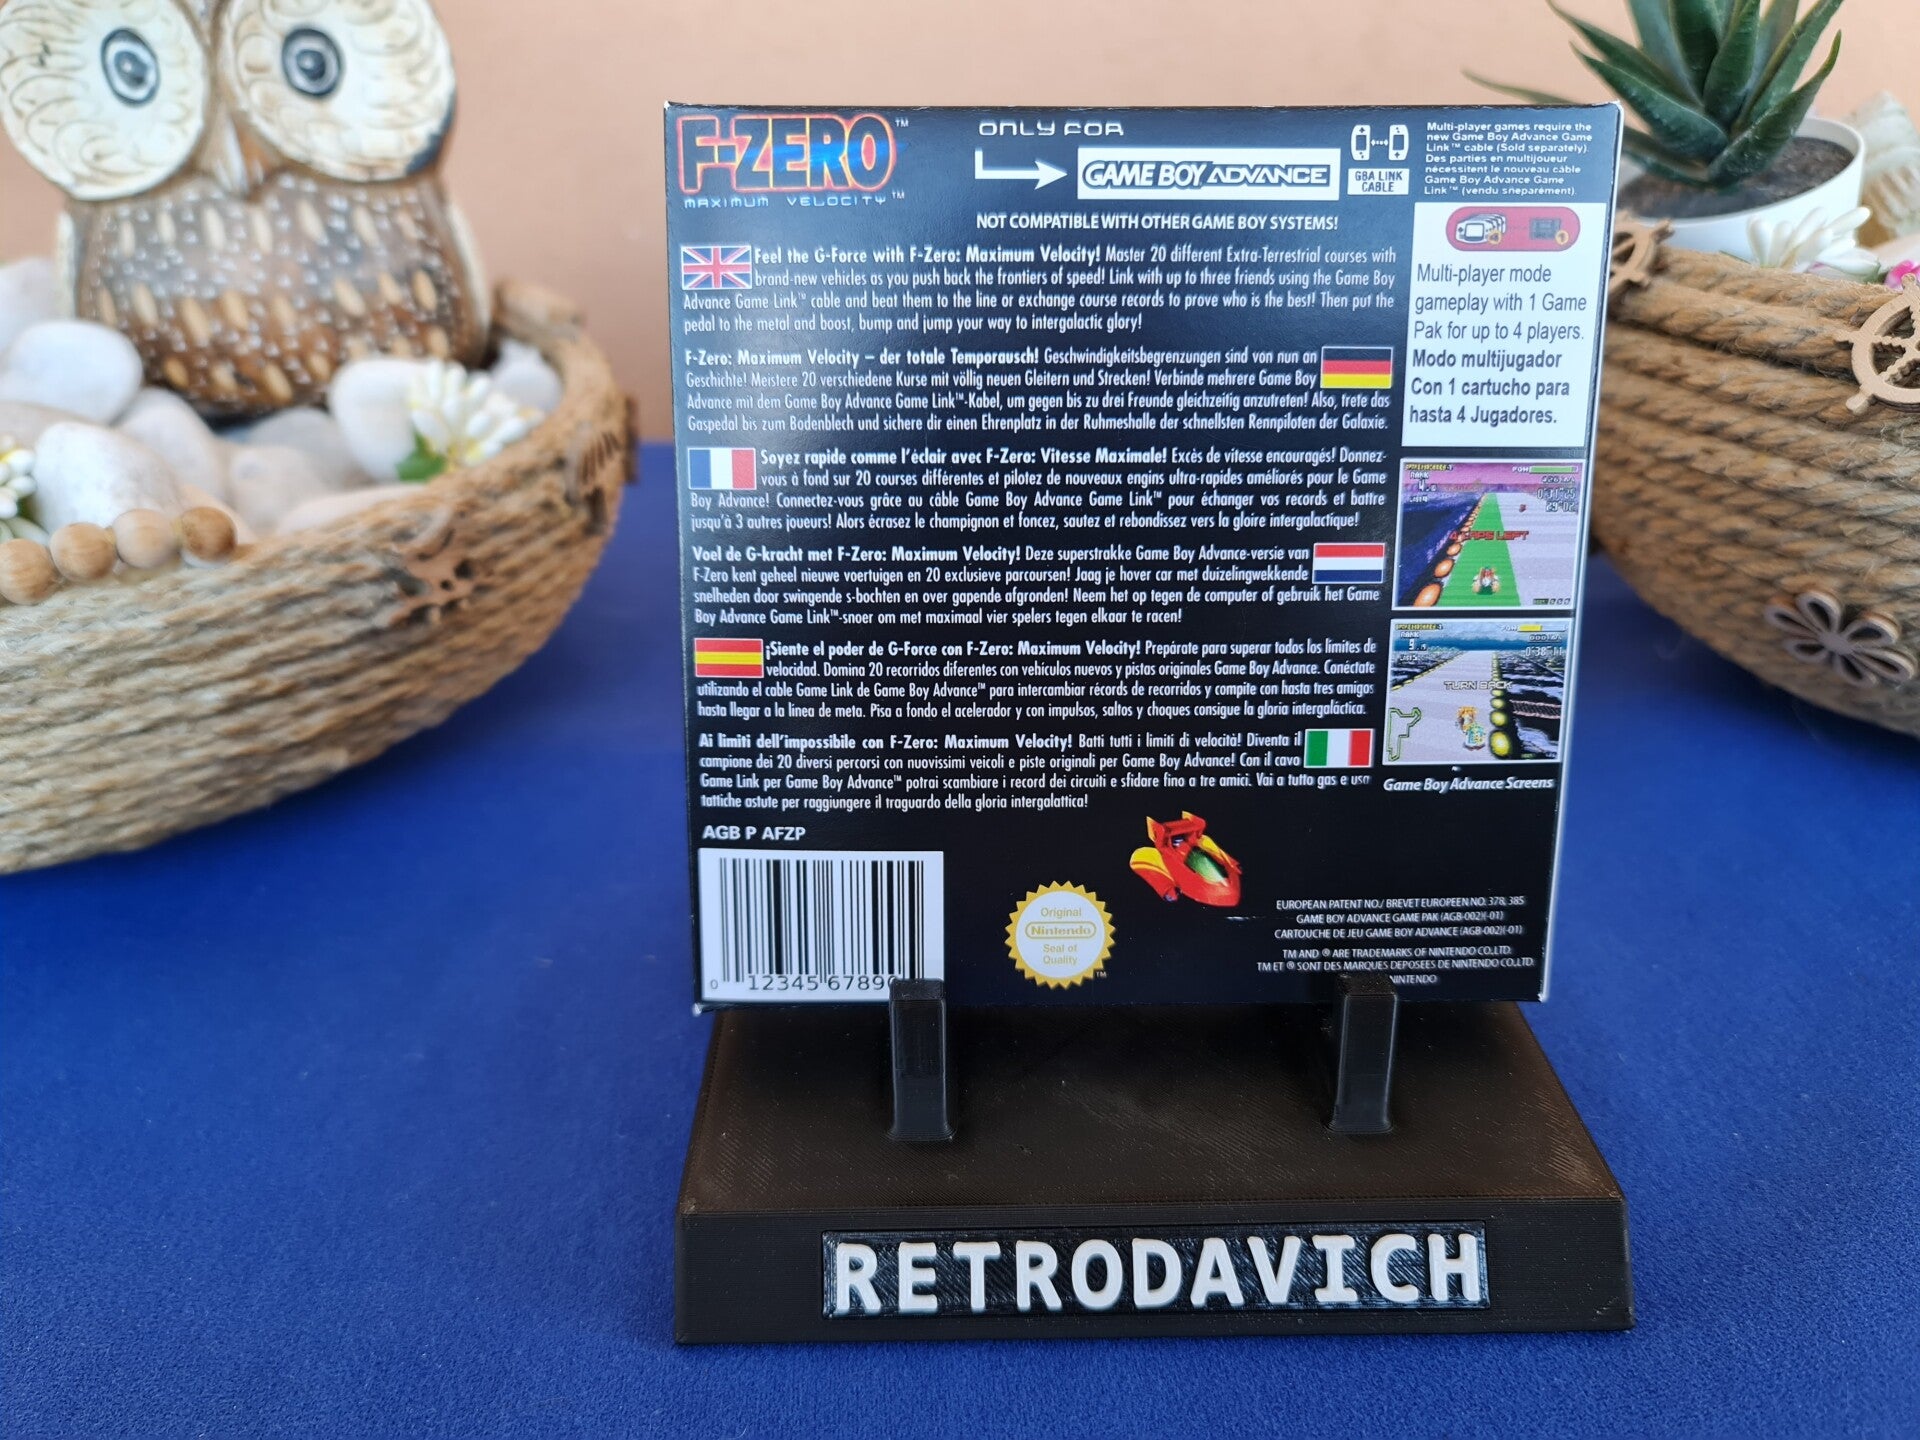 F-ZERO™
MAXIMUM VELOCITY™
ONLY FOR
GAME BOY ADVANCE
NOT COMPATIBLE WITH OTHER GAME BOY SYSTEMS!
GBA LINK
CABLE
Multi-player games require the
new Game Boy Advance Game
Link™ cable (Sold separately).
Des parties en multijoueur
nécessitent le nouveau câble
Game Boy Advance Game
Link™ (vendu sneparément).
4 1
Multi-player mode
gameplay with 1 Game
Pak for up to 4 players.
Modo multijugador
Con 1 cartucho para
hasta 4 Jugadores.
Feel the G-Force with F-Zero: Maximum Velocity! Master 20 different Extra-Terrestrial courses with
brand-new vehicles as you push back the frontiers of speed! Link with up to three friends using the Game Boy
Advance Game Link™ cable and beat them to the line or exchange course records to prove who is the best! Then put the
pedal to the metal and boost, bump and jump your way to intergalactic glory!
F-Zero: Maximum Velocity – der totale Temporausch! Geschwindigkeitsbegrenzungen sind von nun an
Geschichte! Meistere 20 verschiedene Kurse mit völlig neuen Gleitern und Strecken! Verbinde mehrere Game Boy
Advance mit dem Game Boy Advance Game Link™-Kabel, um gegen bis zu drei Freunde gleichzeitig anzutreten! Also, trete das
Gaspedal bis zum Bodenblech und sichere dir einen Ehrenplatz in der Ruhmeshalle der schnellsten Rennpiloten der Galaxie.
Soyez rapide comme l'éclair avec F-Zero: Vitesse Maximale! Excès de vitesse encouragés! Donnez-
vous à fond sur 20 courses différentes et pilotez de nouveaux engins ultra-rapides améliorés pour le Game
Boy Advance! Connectez-vous grâce au câble Game Boy Advance Game Link™ pour échanger vos records et battre
jusqu'à 3 autres joueurs! Alors écrasez le champignon et foncez, sautez et rebondissez vers la gloire intergalactique!
Voel de G-kracht met F-Zero: Maximum Velocity! Deze superstrakke Game Boy Advance-versie van
F-Zero kent geheel nieuwe voertuigen en 20 exclusieve parcoursen! Jaag je hover car met duizelingwekkende
snelheden door swingende s-bochten en over gapende afgronden! Neem het op tegen de computer of gebruik het Game
Boy Advance Game Link™-snoer om met maximaal vier spelers tegen elkaar te racen!
¡Siente el poder de G-Force con F-Zero: Maximum Velocity! Prepárate para superar todos los límites de
velocidad. Domina 20 recorridos diferentes con vehículos nuevos y pistas originales Game Boy Advance. Conéctate
utilizando el cable Game Link de Game Boy Advance™ para intercambiar récords de recorridos y compite con hasta tres amigos
hasta llegar a la línea de meta. Pisa a fondo el acelerador y con impulsos, saltos y choques consigue la gloria intergaláctica.
Ai limiti dell'impossibile con F-Zero: Maximum Velocity! Batti tutti i limiti di velocità! Diventa il
campione dei 20 diversi percorsi con nuovissimi veicoli e piste originali per Game Boy Advance! Con il cavo
Game Link per Game Boy Advance™ potrai scambiare i record dei circuiti e sfidare fino a tre amici. Vai a tutto gas e usa
tattiche astute per raggiungere il traguardo della gloria intergalattica!
RANK
4 LAPS LEFT
RANK
0'38"11
TURN BACK
Game Boy Advance Screens
AGB P AFZP
0 12345 67890
Original
Nintendo
Seal of
Quality
™
EUROPEAN PATENT NO./ BREVET EUROPEEN NO. 378, 385
GAME BOY ADVANCE GAME PAK (AGB-002)(-01)
CARTOUCHE DE JEU GAME BOY ADVANCE (AGB-002)(-01)
TM AND ® ARE TRADEMARKS OF NINTENDO CO.,LTD.
TM ET ® SONT DES MARQUES DEPOSEES DE NINTENDO CO.,LTD.
NINTENDO
RETRODAVICH